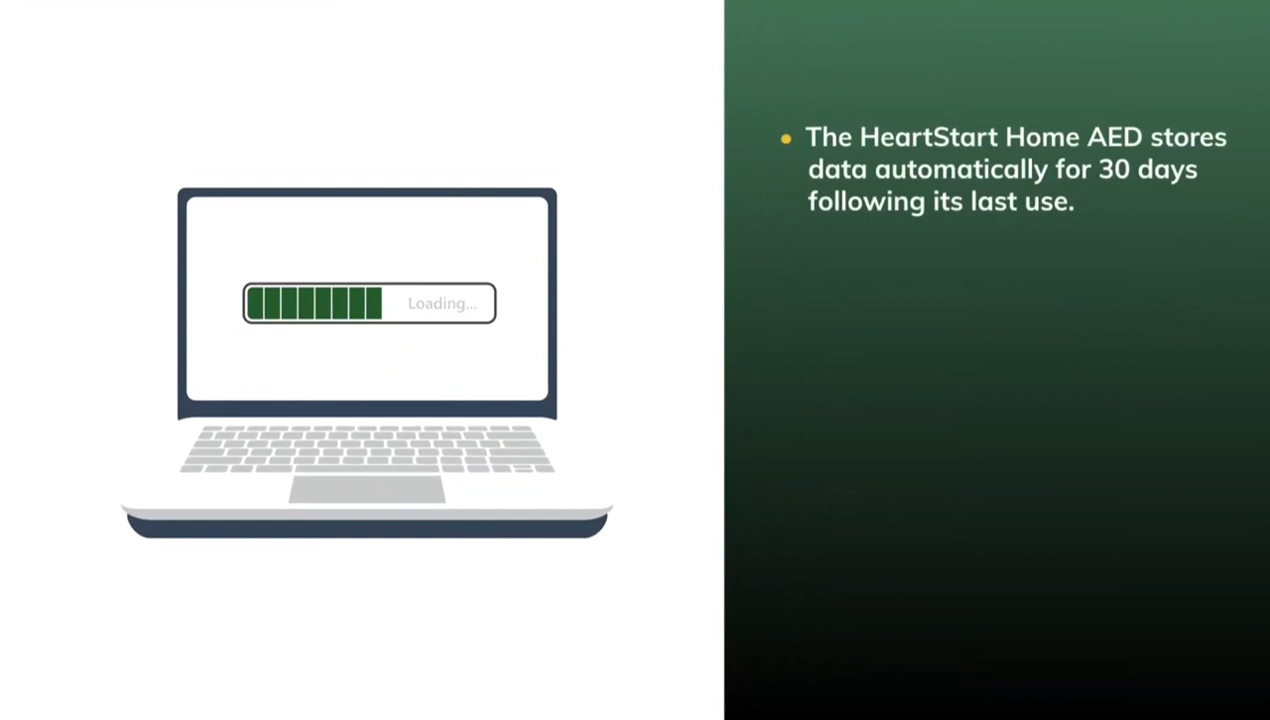 Loading...
The HeartStart Home AED stores
data automatically for 30 days
following its last use.